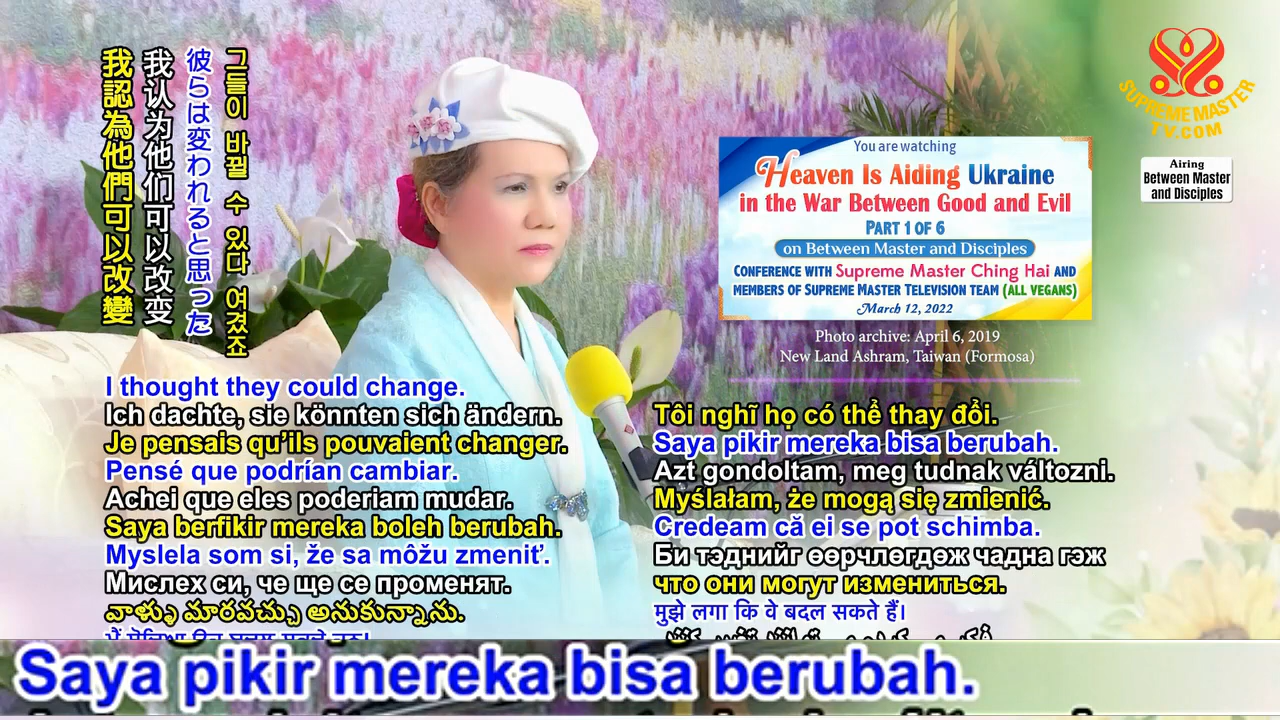 我認為他們可以改變
我认为他们可以改变
彼らは変われると思った
그들이 바뀔 수 있다 여겼죠
SUPREME MASTER
TV.COM
Airing
Between Master
and Disciples
You are watching
Heaven Is Aiding Ukraine
in the War Between Good and Evil
PART 1 OF 6
on Between Master and Disciples
CONFERENCE WITH Supreme Master Ching Hai AND
MEMBERS OF SUPREME MASTER TELEVISION TEAM (ALL VEGANS)
March 12, 2022
Photo archive: April 6, 2019
New Land Ashram, Taiwan (Formosa)
I thought they could change.
Ich dachte, sie könnten sich ändern.
Je pensais qu'ils pouvaient changer.
Pensé que podrían cambiar.
Achei que eles poderiam mudar.
Saya berfikir mereka boleh berubah.
Myslela som si, že sa môžu zmeniť.
Мислех си, че ще се променят.
వాళ్ళు మారవచ్చు అనుకున్నాను.
Tôi nghĩ họ có thể thay đổi.
Saya pikir mereka bisa berubah.
Azt gondoltam, meg tudnak változni.
Myślałam, że mogą się zmienić.
Credeam că ei se pot schimba.
Би тэднийг өөрчлөгдөж чадна гэж
что они могут измениться.
मुझे लगा कि वे बदल सकते हैं।
Saya pikir mereka bisa berubah.